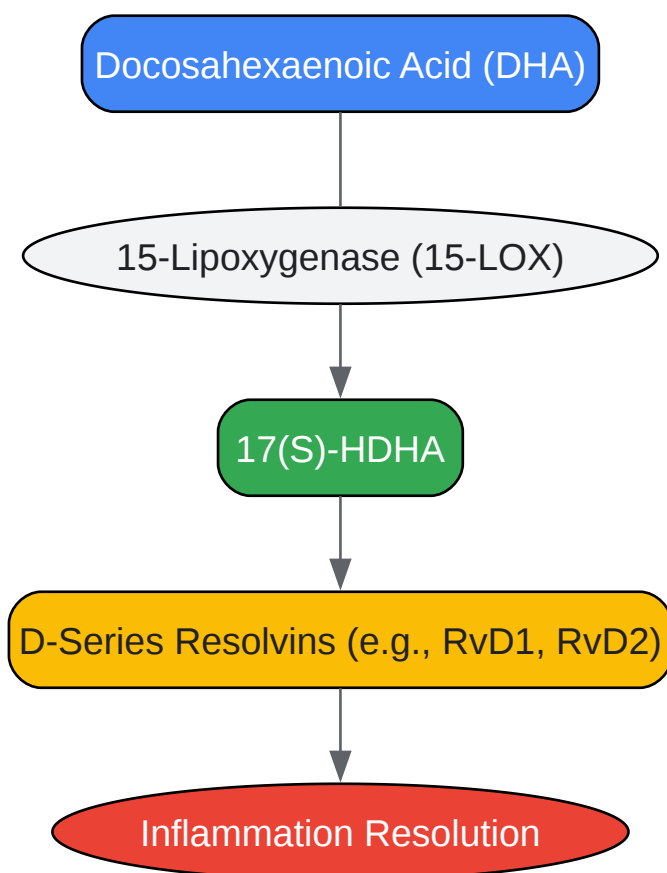 Docosahexaenoic Acid (DHA)
15-Lipoxygenase (15-LOX)
17(S)-HDHA
D-Series Resolvins (e.g., RvD1, RvD2)
Inflammation Resolution